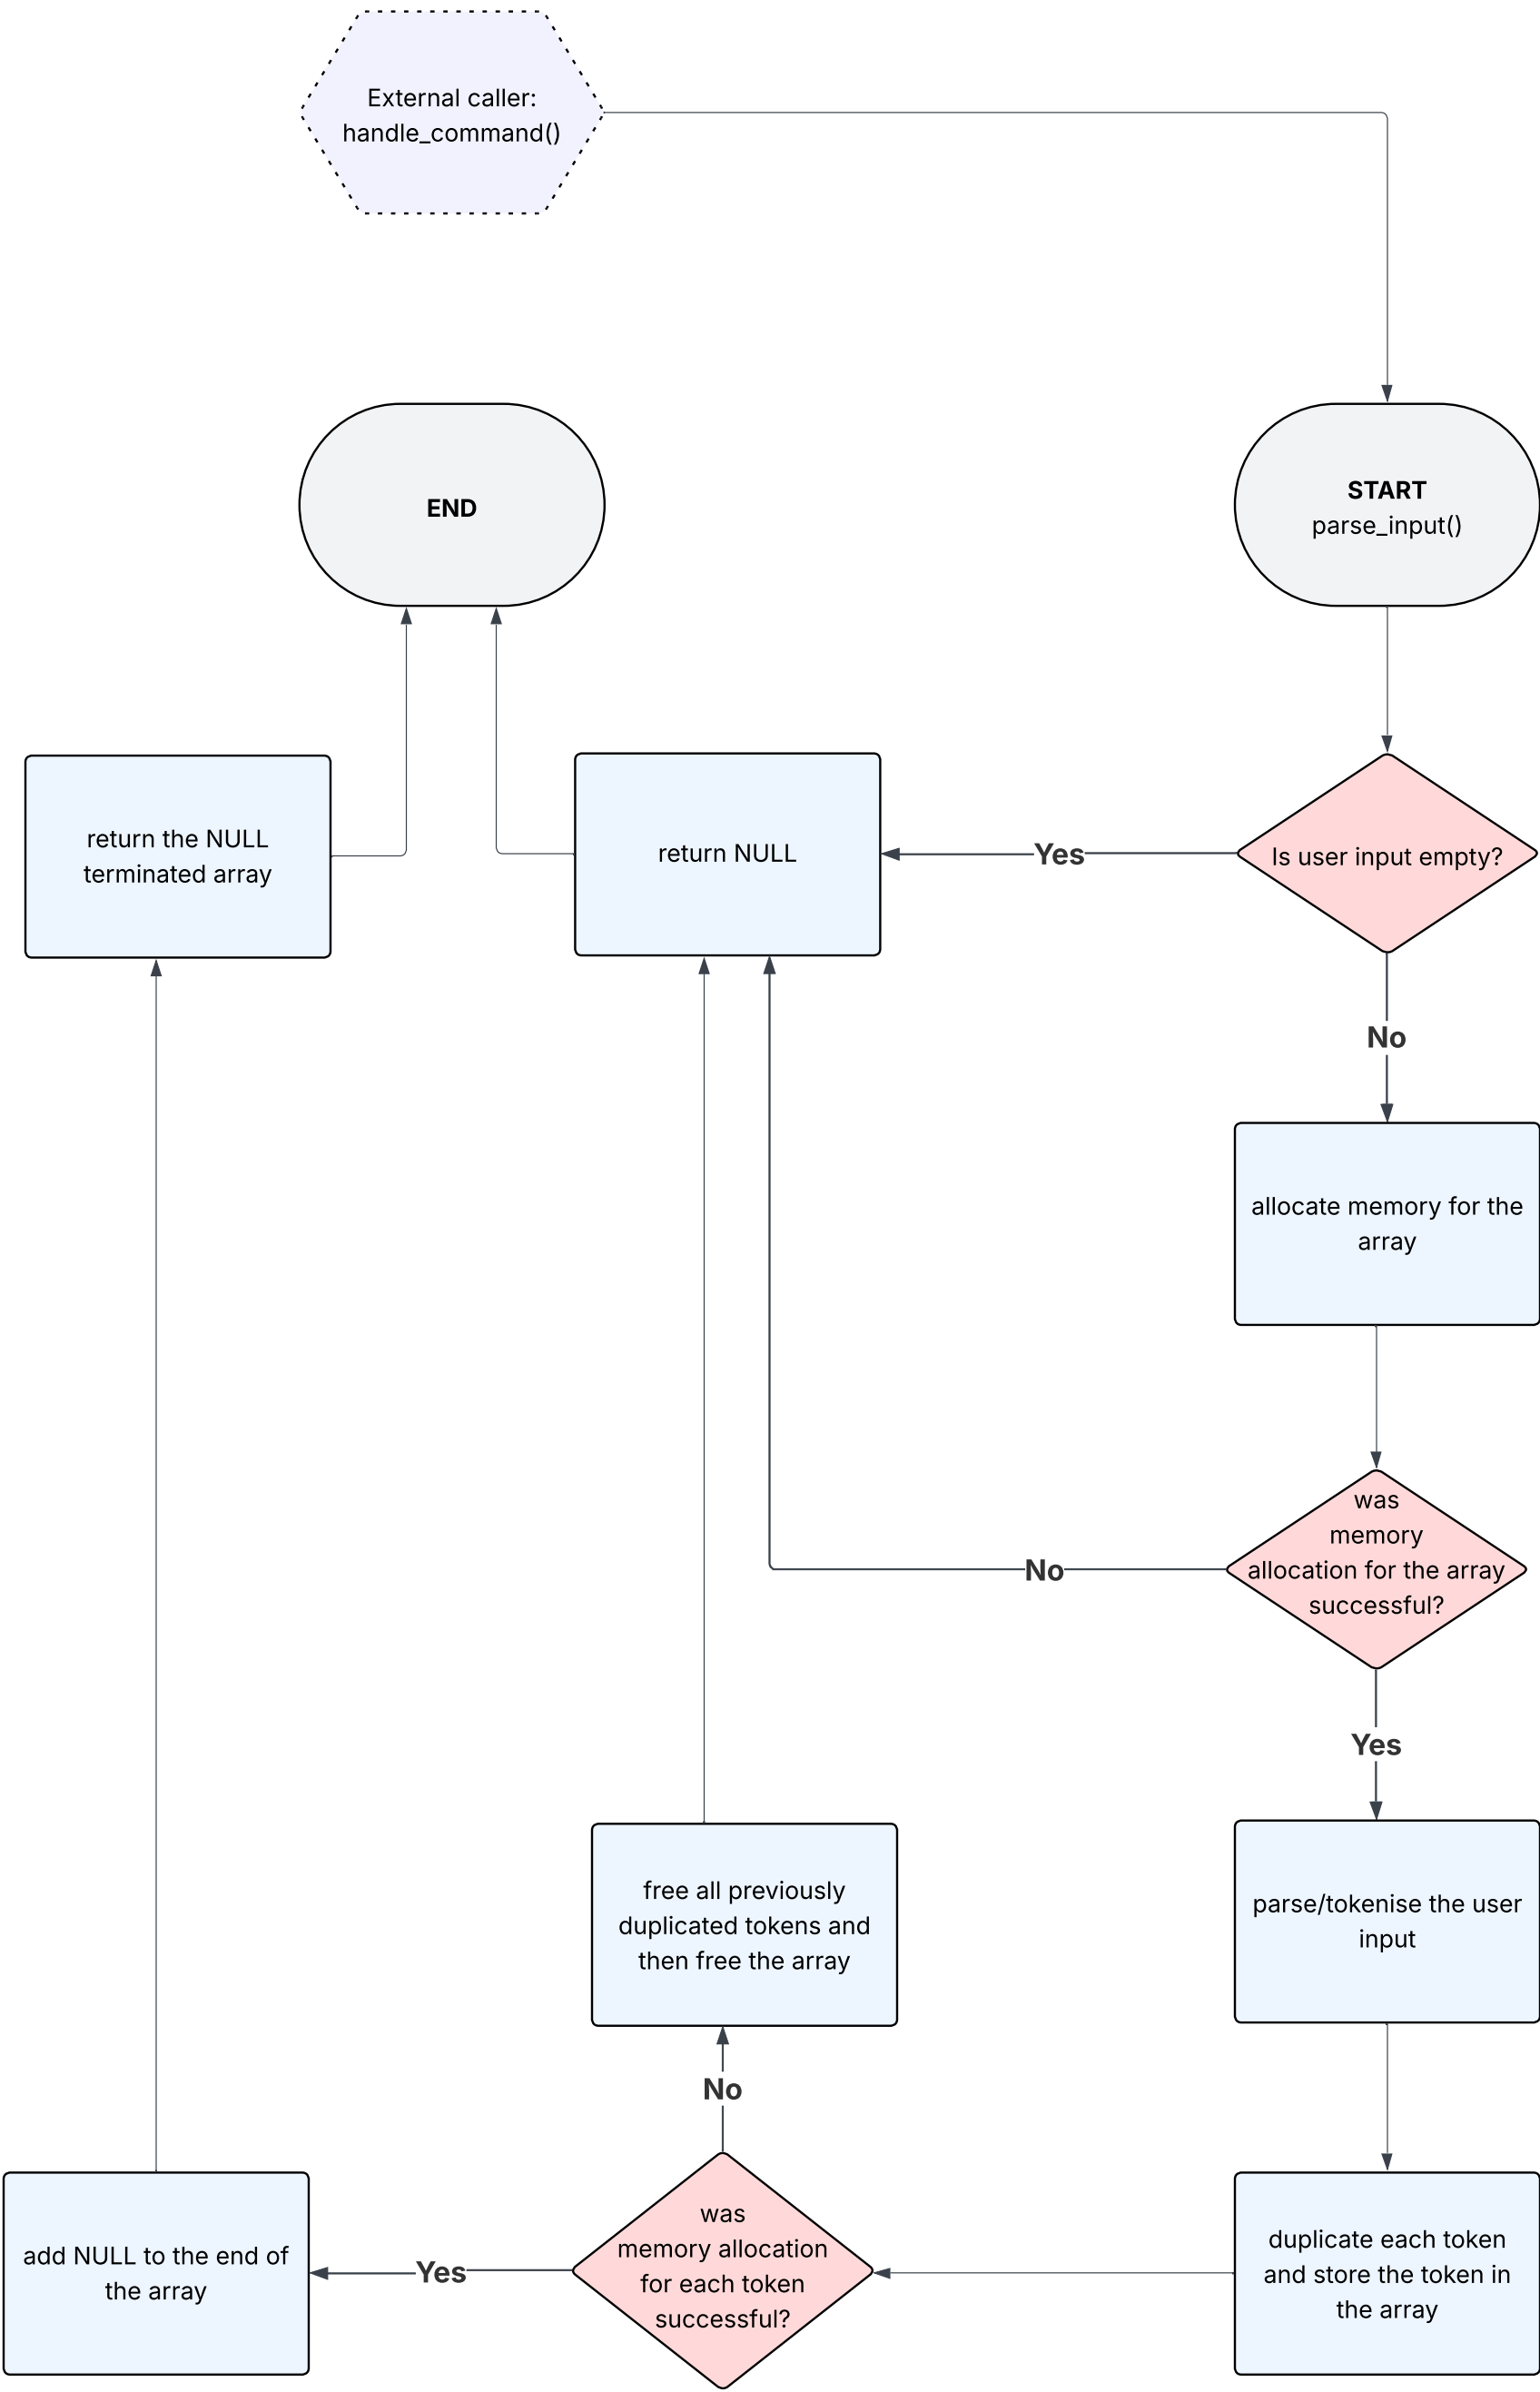 External caller:
handle_command()
END
START
parse_input()
return the NULL
terminated array
return NULL
Yes
Is user input empty?
No
allocate memory for the
array
was
memory
allocation for the array
successful?
No
Yes
free all previously
duplicated tokens and
then free the array
parse/tokenise the user
input
No
add NULL to the end of
the array
Yes
was
memory allocation
for each token
successful?
duplicate each token
and store the token in
the array